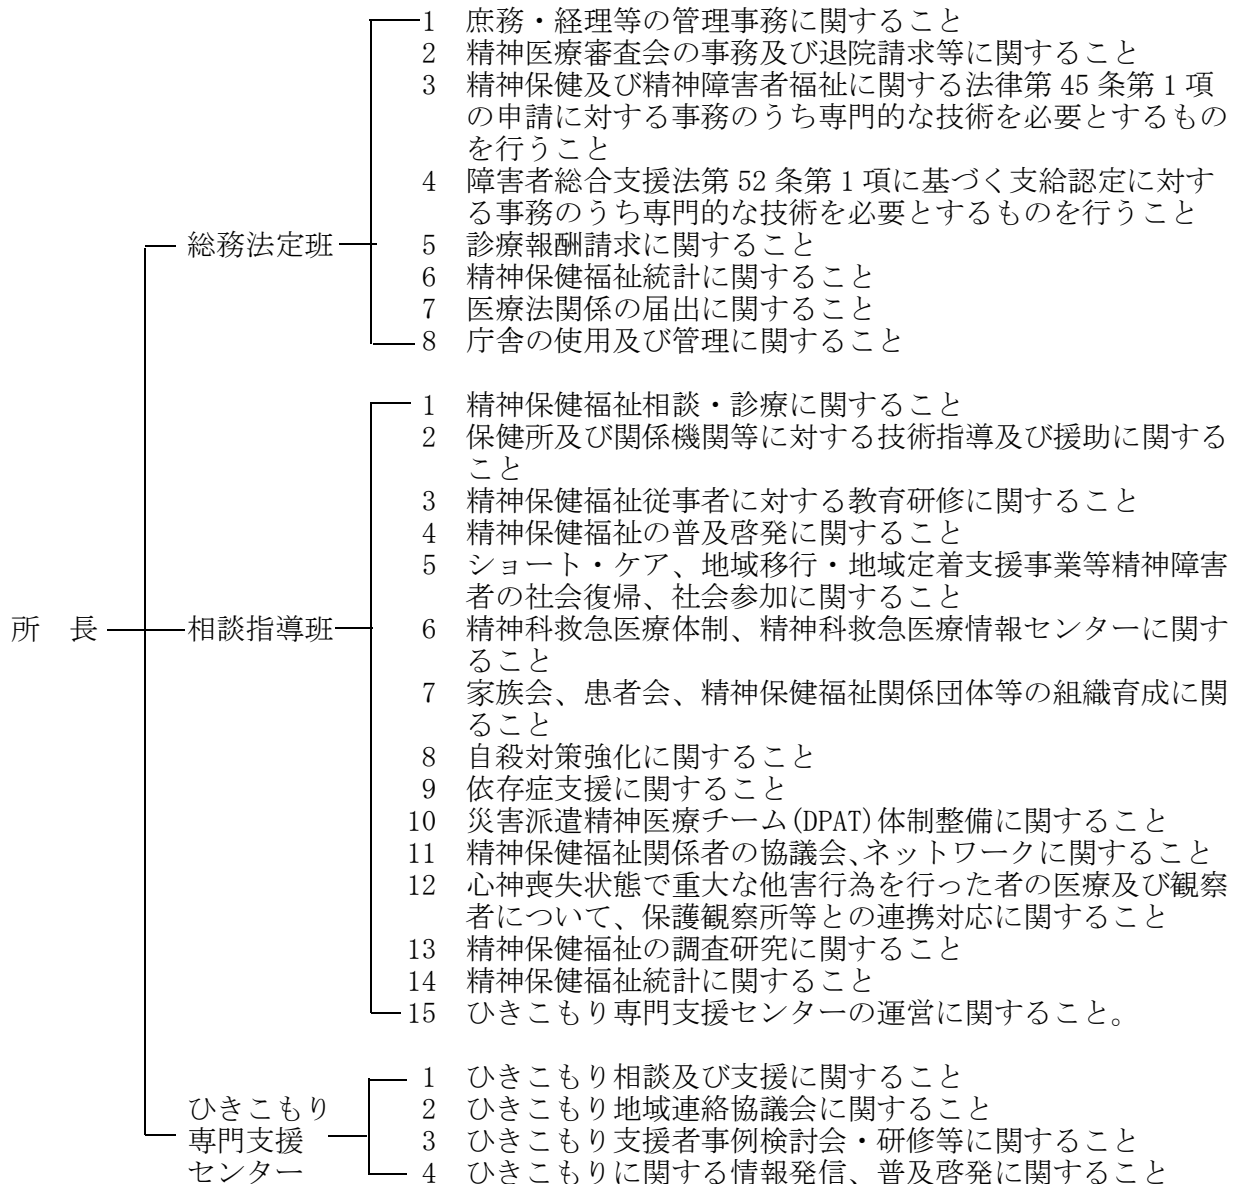 1 庶務・経理等の管理事務に関すること
2 精神医療審査会の事務及び退院請求等に関すること
3 精神保健及び精神障害者福祉に関する法律第 45 条第 1 項
の申請に対する事務のうち専門的な技術を必要とするもの
を行うこと
4 障害者総合支援法第 52 条第 1 項に基づく支給認定に対す
る事務のうち専門的な技術を必要とするものを行うこと
総務法定班
5 診療報酬請求に関すること
6 精神保健福祉統計に関すること
7 医療法関係の届出に関すること
8 庁舎の使用及び管理に関すること
1 精神保健福祉相談・診療に関すること
2 保健所及び関係機関等に対する技術指導及び援助に関する
こと
3 精神保健福祉従事者に対する教育研修に関すること
4 精神保健福祉の普及啓発に関すること
5 ショート・ケア、地域移行・地域定着支援事業等精神障害
者の社会復帰、社会参加に関すること
所 長
相談指導班
6 精神科救急医療体制、精神科救急医療情報センターに関す
ること
7 家族会、患者会、精神保健福祉関係団体等の組織育成に関
ること
8 自殺対策強化に関すること
9 依存症支援に関すること
10 災害派遣精神医療チーム(DPAT)体制整備に関すること
11 精神保健福祉関係者の協議会、ネットワークに関すること
12 心神喪失状態で重大な他害行為を行った者の医療及び観察
者について、保護観察所等との連携対応に関すること
13 精神保健福祉の調査研究に関すること
14 精神保健福祉統計に関すること
15 ひきこもり専門支援センターの運営に関すること。
ひきこもり
専門支援
センター
1 ひきこもり相談及び支援に関すること
2 ひきこもり地域連絡協議会に関すること
3 ひきこもり支援者事例検討会・研修等に関すること
4 ひきこもりに関する情報発信、普及啓発に関すること